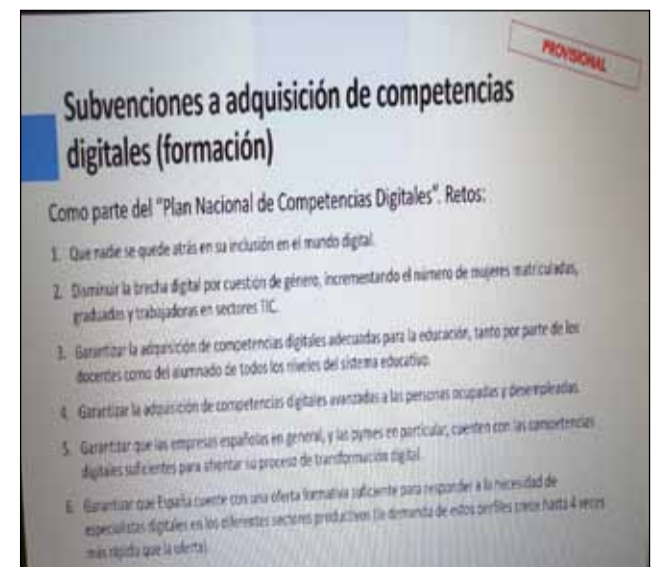 PROVISIONAL
Subvenciones a adquisición de competencias
digitales (formación)
Como parte del “Plan Nacional de Competencias Digitales”. Retos:
1. Que nadie se quede atrás en su inclusión en el mundo digital.
2. Disminuir la brecha digital por cuestión de género, incrementando el número de mujeres matriculadas,
graduadas y trabajadoras en sectores TIC.
3. Garantizar la adquisición de competencias digitales adecuadas para la educación, tanto por parte de los
docentes como del alumnado de todos los niveles del sistema educativo.
4. Garantizar la adquisición de competencias digitales avanzadas a las personas ocupadas y desempleadas.
5. Garantizar que las empresas españolas en general, y las pymes en particular, cuenten con las competencias
digitales suficientes para afrontar su proceso de transformación digital.
6. Garantizar que España cuente con una oferta formativa suficiente para responder a la necesidad de
especialistas digitales en los diferentes sectores productivos (la demanda de estos perfiles crece hasta 4 veces
más rápida que la oferta).